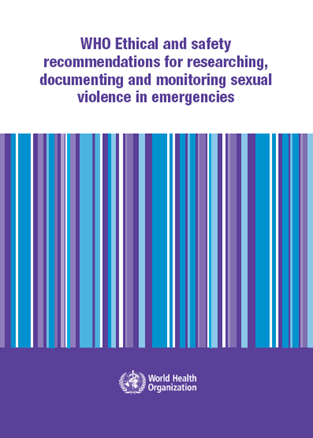 WHO Ethical and safety
recommendations for researching,
documenting and monitoring sexual
violence in emergencies
World Health
Organization